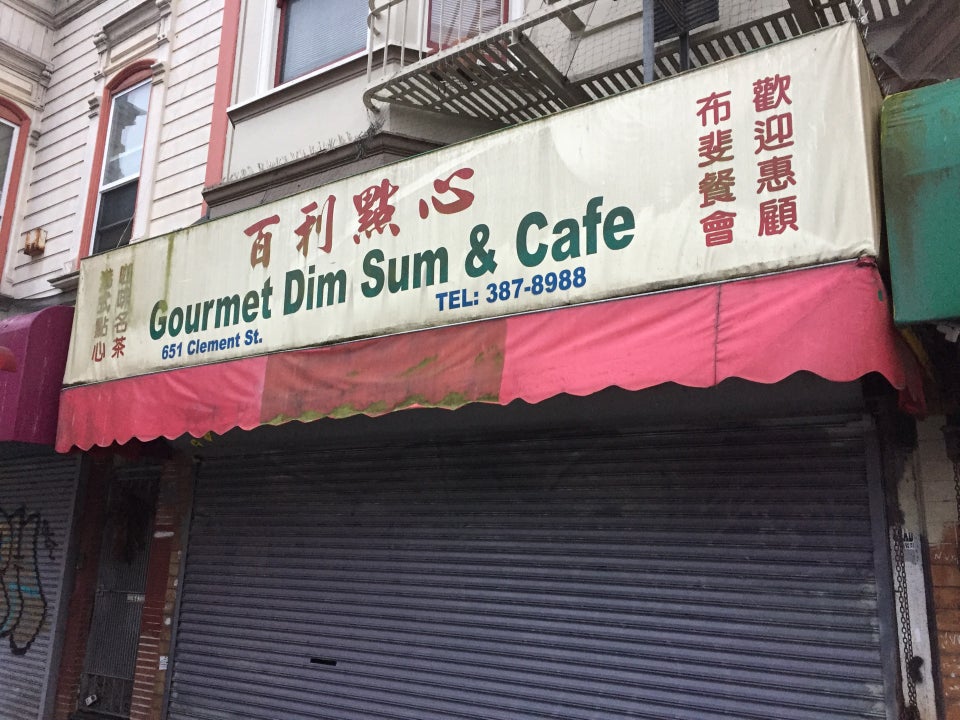 百利點心
Gourmet Dim Sum & Cafe
651 Clement St.
TEL: 387-8988
咖啡名茶
港式點心
歡迎惠顧
布斐餐會